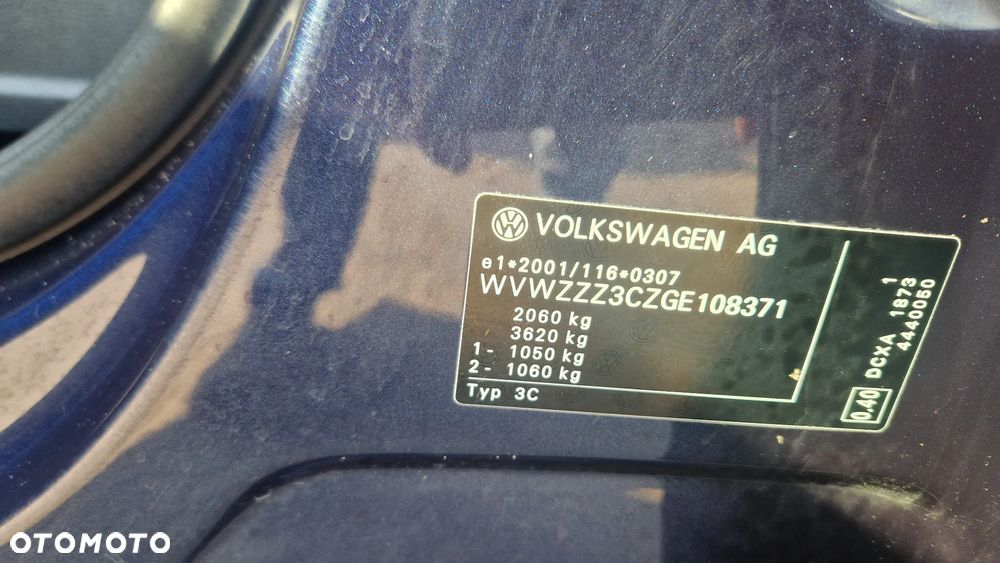 VOLKSWAGEN AG
e1*2001/116*0307
WVWZZZ3CZGE108371
2060 kg
3620 kg
1- 1050 kg
2- 1060 kg
Typ 3C
0.40 DCXA 1873 1
4440050
OTOMOTO